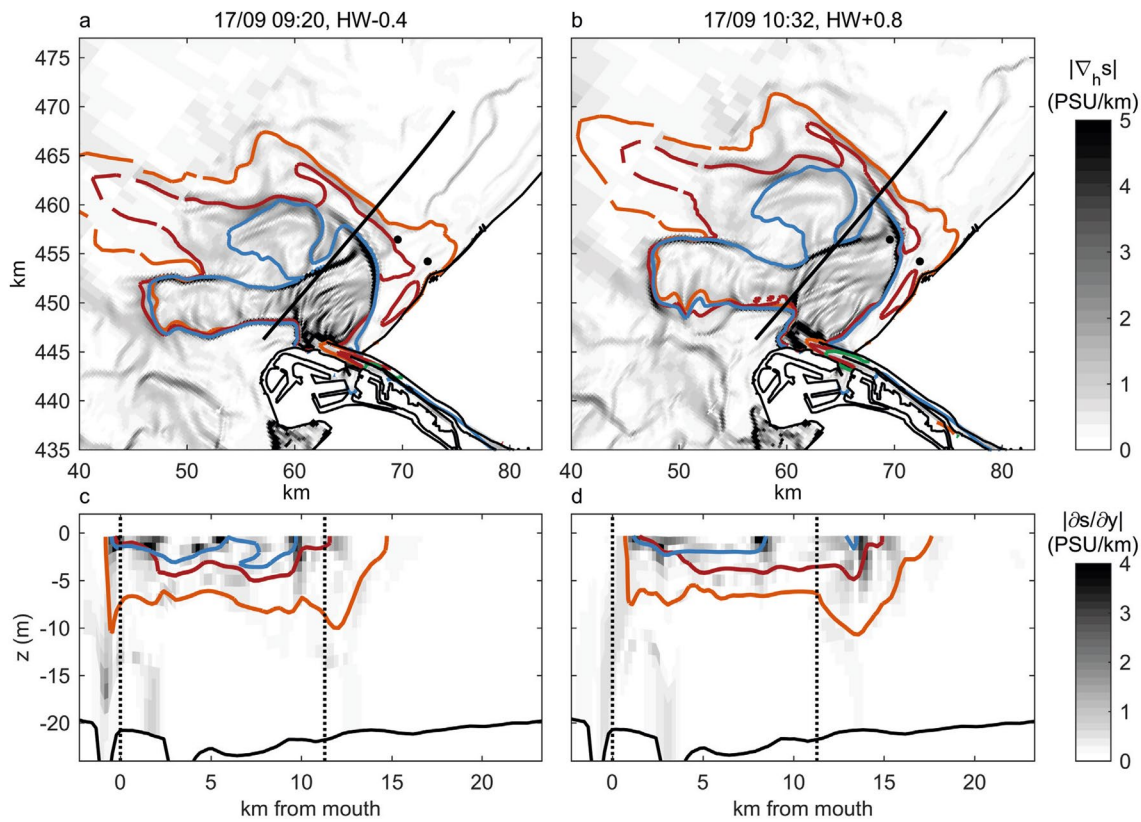 a 17/09 09:20, HW-0.4
b 17/09 10:32, HW+0.8
|∇hs|
(PSU/km)
475
470
465
460
455
450
445
440
435
km
40 50 60 70 80
km
40 50 60 70 80
km
5
4
3
2
1
0
c
d
|∂s/∂y|
(PSU/km)
0
-5
-10
-15
-20
z (m)
0 5 10 15 20
km from mouth
0 5 10 15 20
km from mouth
4
3
2
1
0